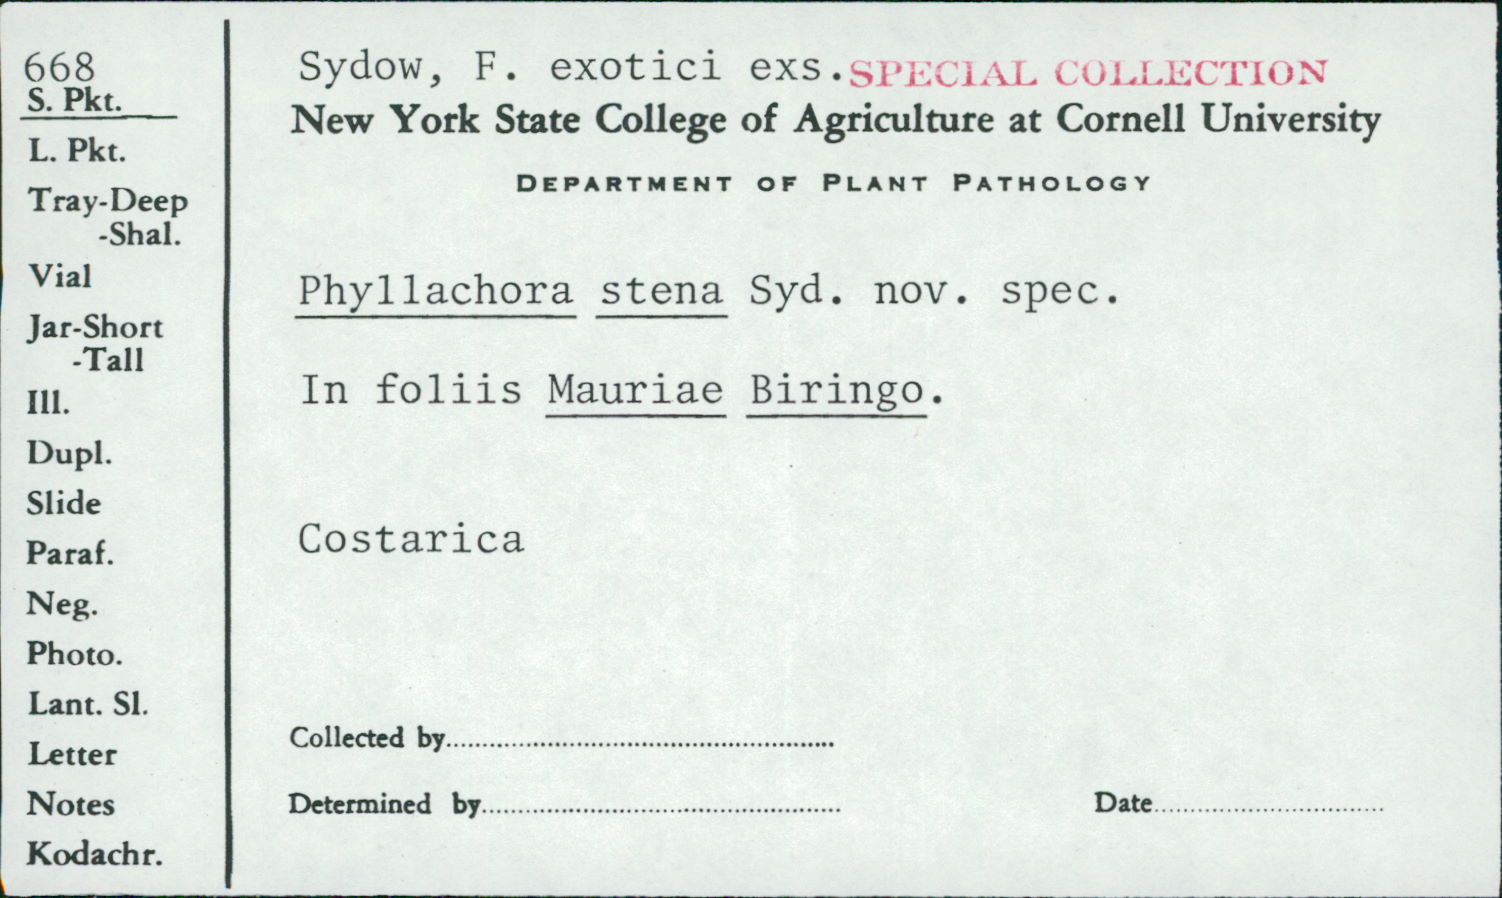 668
S. Pkt.
L. Pkt.
Tray-Deep
-Shal.
Vial
Jar-Short
-Tall
Ill.
Dupl.
Slide
Paraf.
Neg.
Photo.
Lant. Sl.
Letter
Notes
Kodachr.
Sydow, F. exotici exs. SPECIAL COLLECTION
New York State College of Agriculture at Cornell University
DEPARTMENT OF PLANT PATHOLOGY
Phyllachora stena Syd. nov. spec.
In foliis Mauriae Biringo.
Costarica
Collected by
Determined by
Date